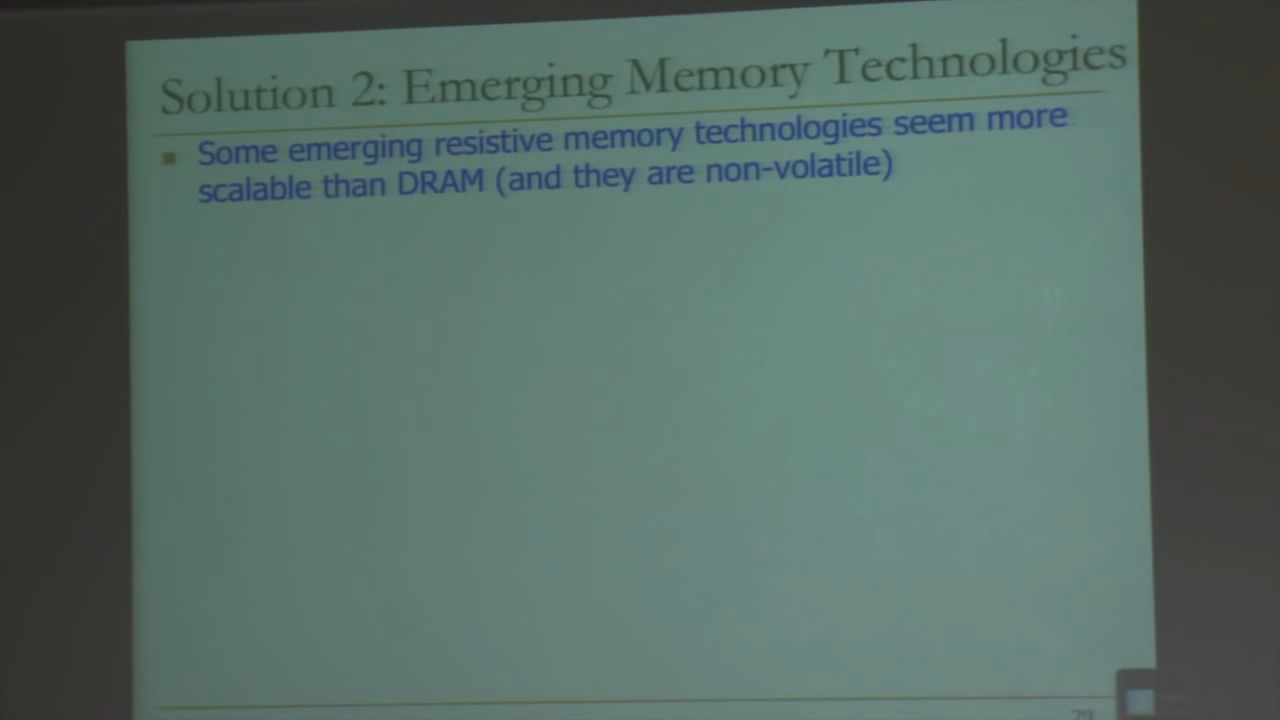 Solution 2: Emerging Memory Technologies
Some emerging resistive memory technologies seem more
scalable than DRAM (and they are non-volatile)